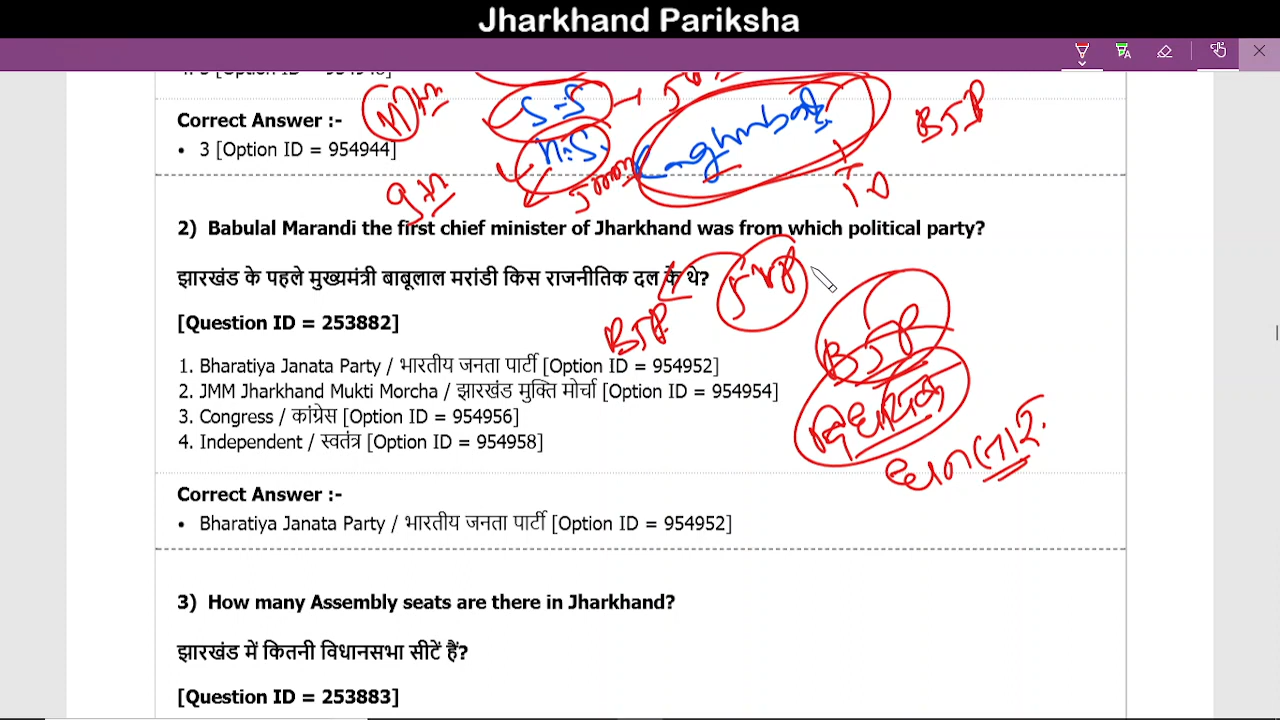 Jharkhand Pariksha
S-S
Correct Answer :-
Raghubar
BJP
• 3 [Option ID = 954944]
N.S.
2) Babulal Marandi the first chief minister of Jharkhand was from which political party?
झारखंड के पहले मुख्यमंत्री बाबूलाल मरांडी किस राजनीतिक दल के थे?
JVM
[Question ID = 253882]
BJP
BJP
1. Bharatiya Janata Party / भारतीय जनता पार्टी [Option ID = 954952]
2. JMM Jharkhand Mukti Morcha / झारखंड मुक्ति मोर्चा [Option ID = 954954]
3. Congress / कांग्रेस [Option ID = 954956]
विधायक
4. Independent / स्वतंत्र [Option ID = 954958]
धनवार
Correct Answer :-
• Bharatiya Janata Party / भारतीय जनता पार्टी [Option ID = 954952]
3) How many Assembly seats are there in Jharkhand?
झारखंड में कितनी विधानसभा सीटें हैं?
[Question ID = 253883]